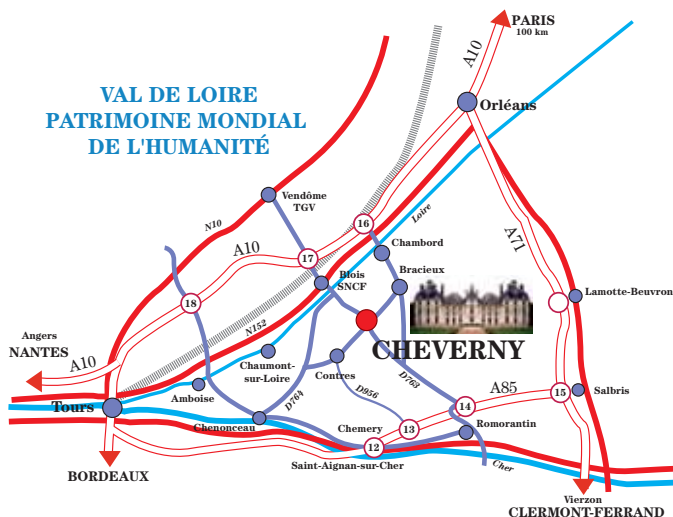 PARIS
100 km
A10
VAL DE LOIRE
PATRIMOINE MONDIAL
DE L'HUMANITÉ
Orléans
Vendôme
TGV
N10
16
Loire
A71
A10
17
Chambord
Blois
SNCF
Bracieux
18
Lamotte-Beuvron
N152
CHEVERNY
Angers
NANTES
A10
Chaumont-
sur-Loire
Contres
D763
Amboise
D764
D956
A85
15
Salbris
Tours
14
Chenonceau
Chemery
13
Romorantin
12
Saint-Aignan-sur-Cher
Cher
BORDEAUX
Vierzon
CLERMONT-FERRAND